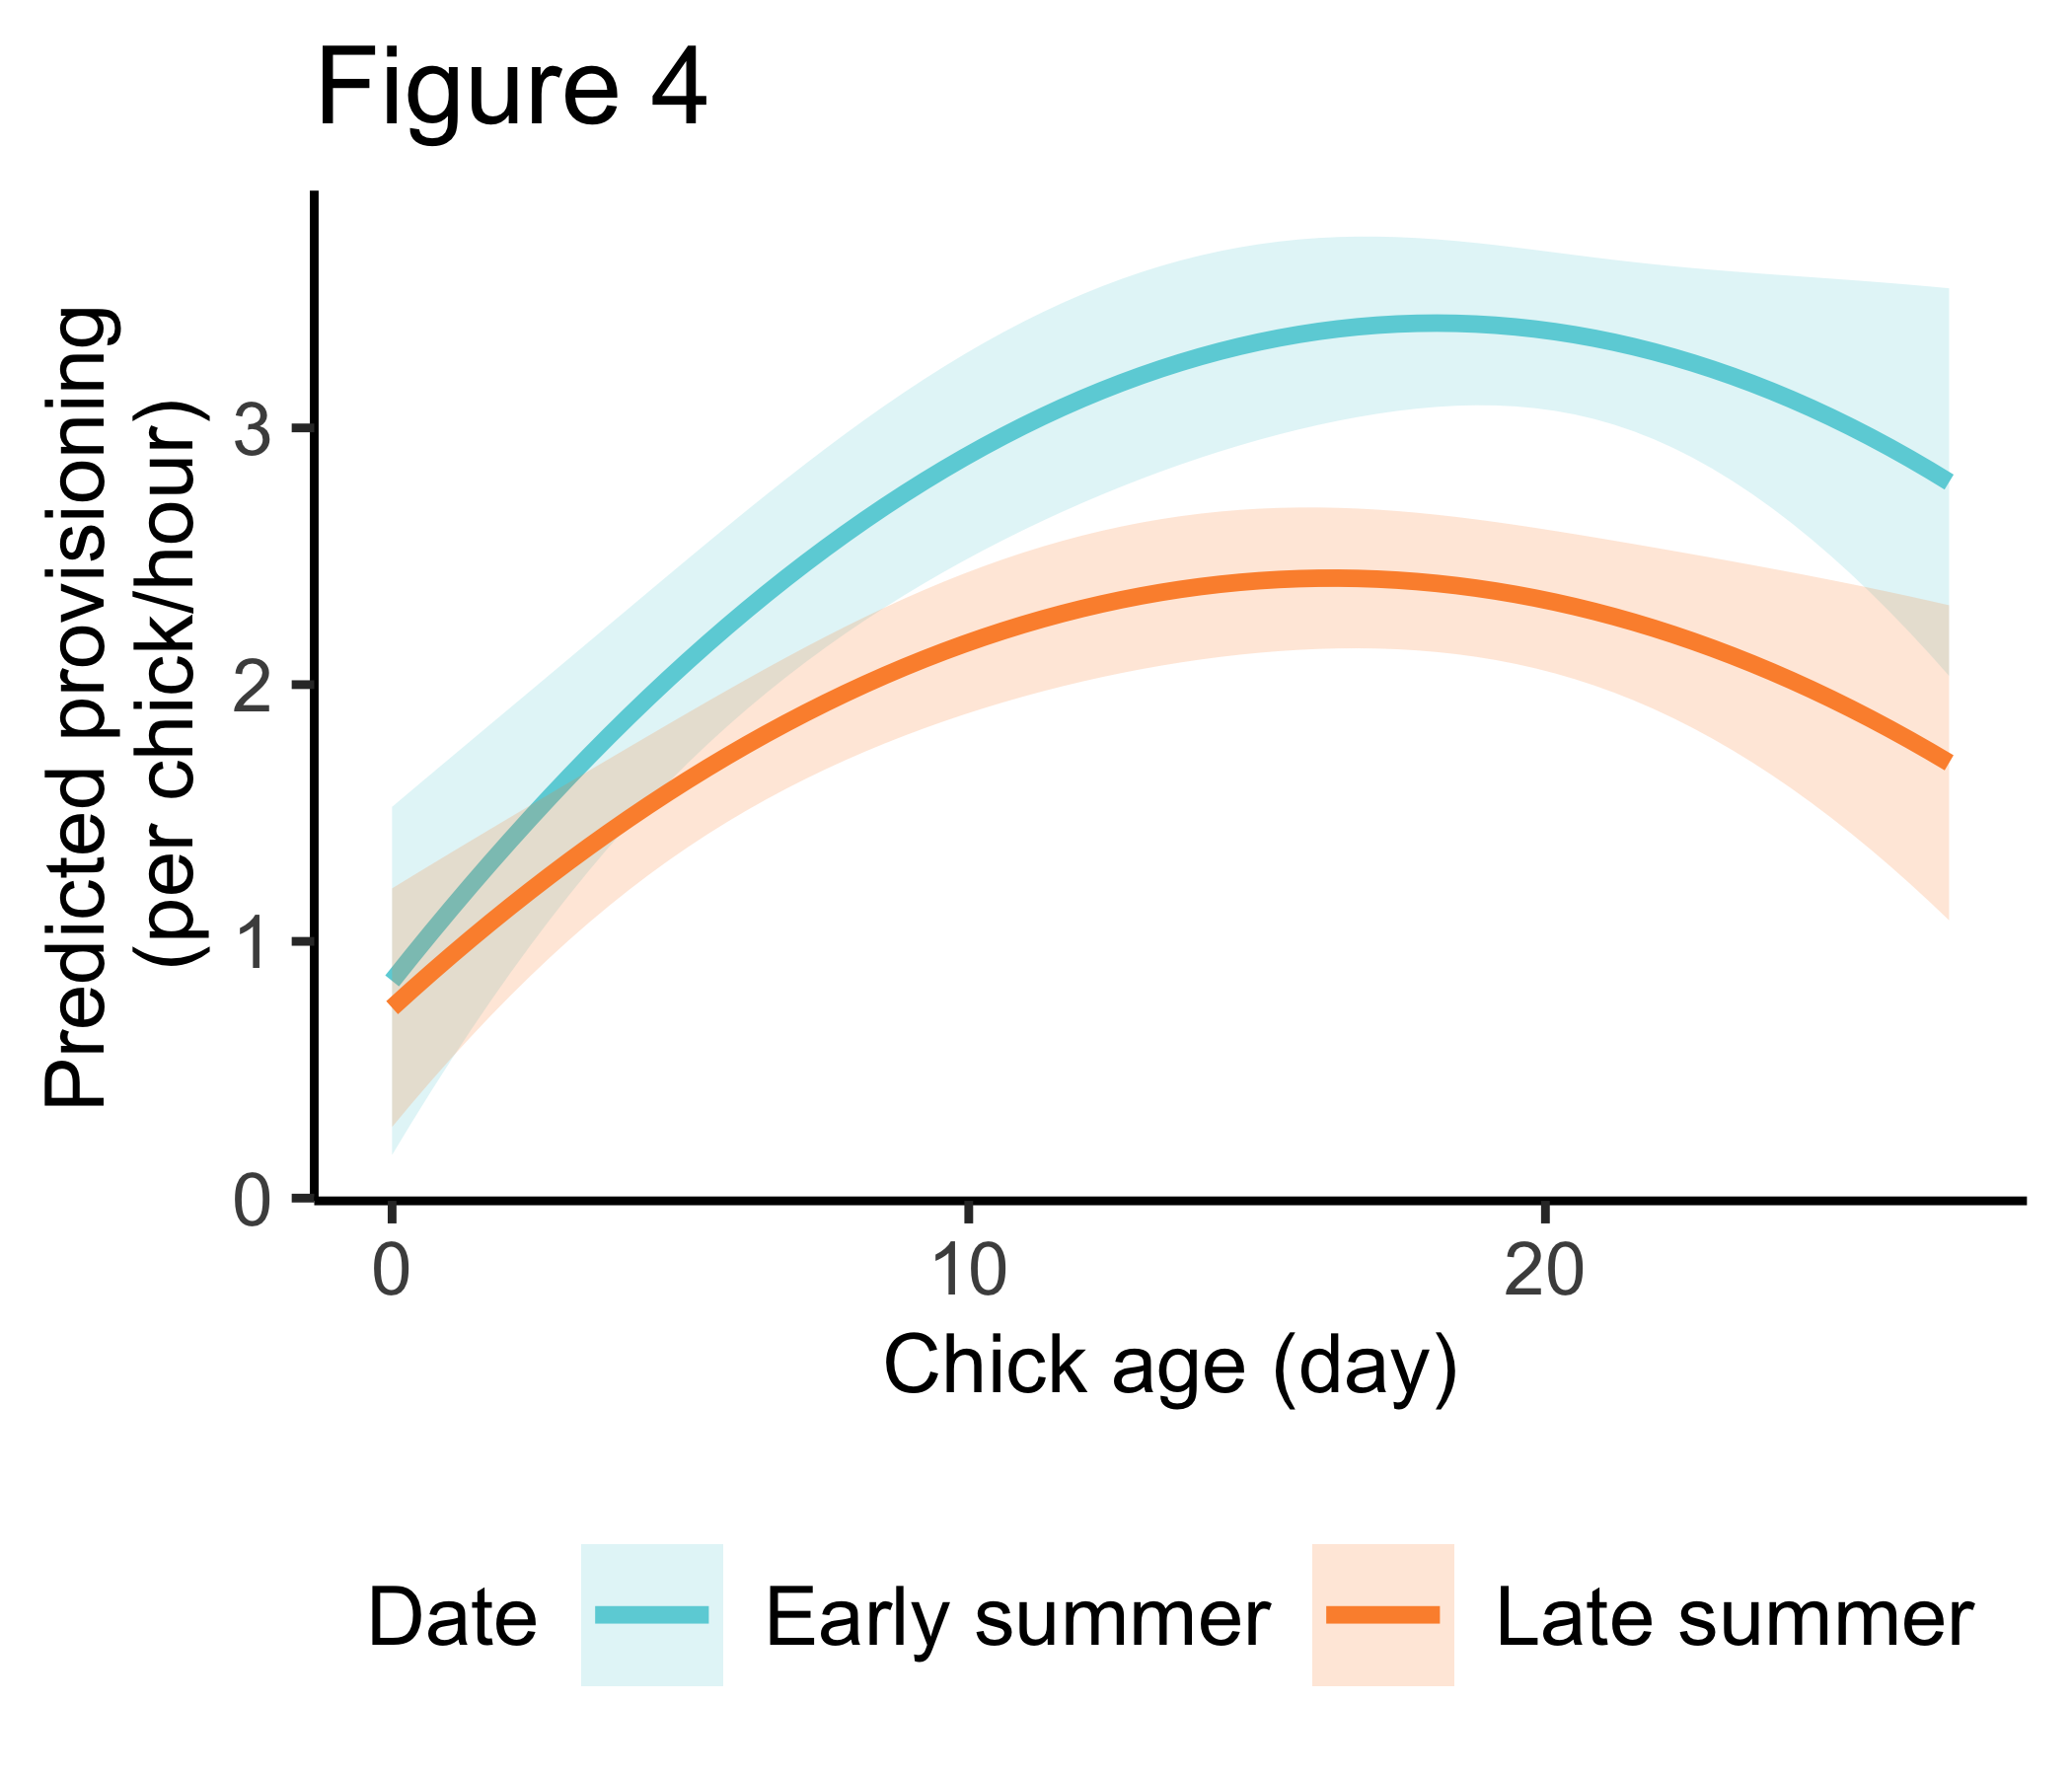 Figure 4
Predicted provisioning
(per chick/hour)
3
2
1
0
0 10 20
Chick age (day)
Date Early summer Late summer